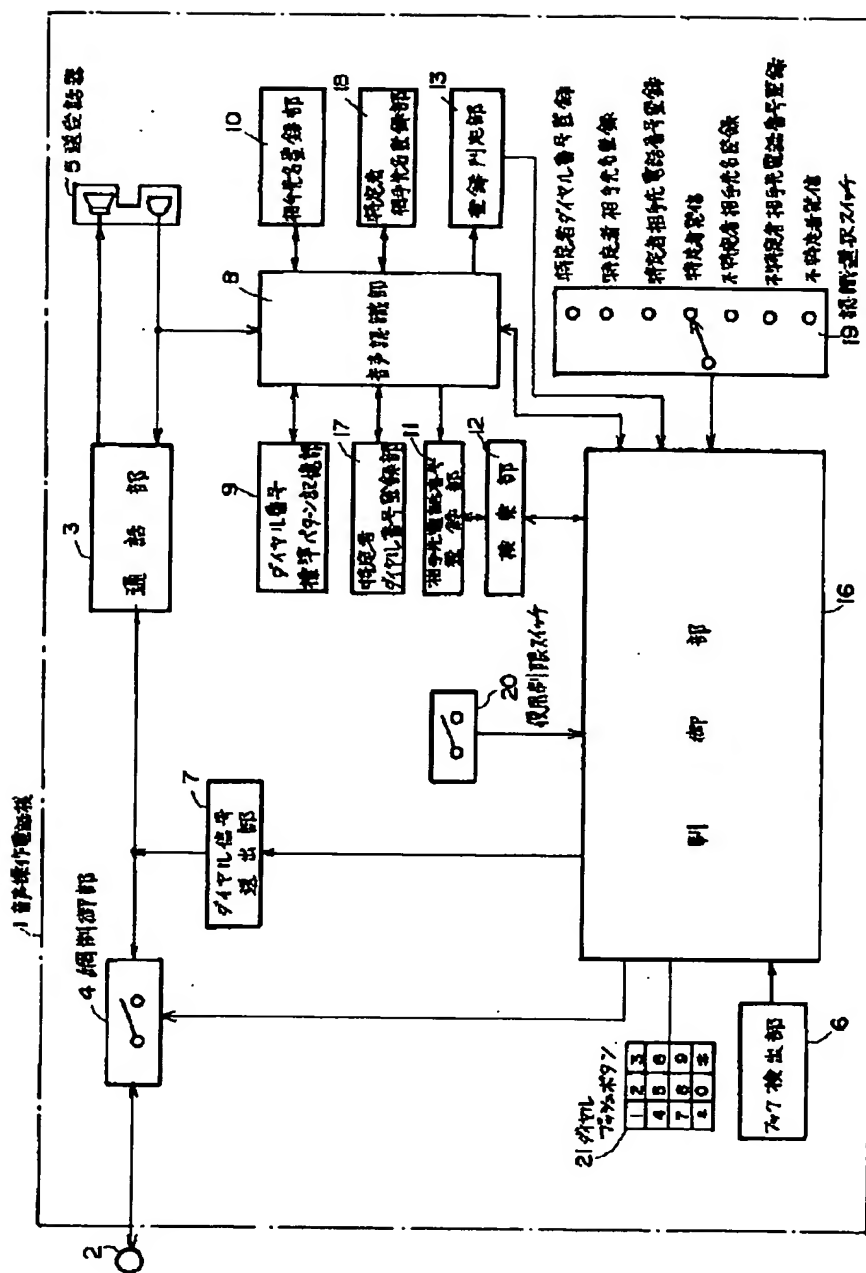 1 音声操作電話機
2
4 網制御部
3
通話部
5 送受話器
7
ダイヤル信号
送出部
8
音声認識部
10
相手先名登録部
18
特定者
相手先名登録部
13
登録判定部
9
ダイヤル番号
標準パターン記憶部
17
特定者
ダイヤル番号登録部
11
相手先電話番号
登録部
12
検索部
20
使用制限スイッチ
特定者ダイヤル番号登録
特定者相手先名登録
特定者相手先電話番号登録
特定者発信
不特定者相手先名登録
不特定者相手先電話番号登録
不特定者発信
19 機能選択スイッチ
制御部
16
21 ダイヤル
プッシュボタン
1 2 3
4 5 6
7 8 9
* 0 #
フック検出部
6